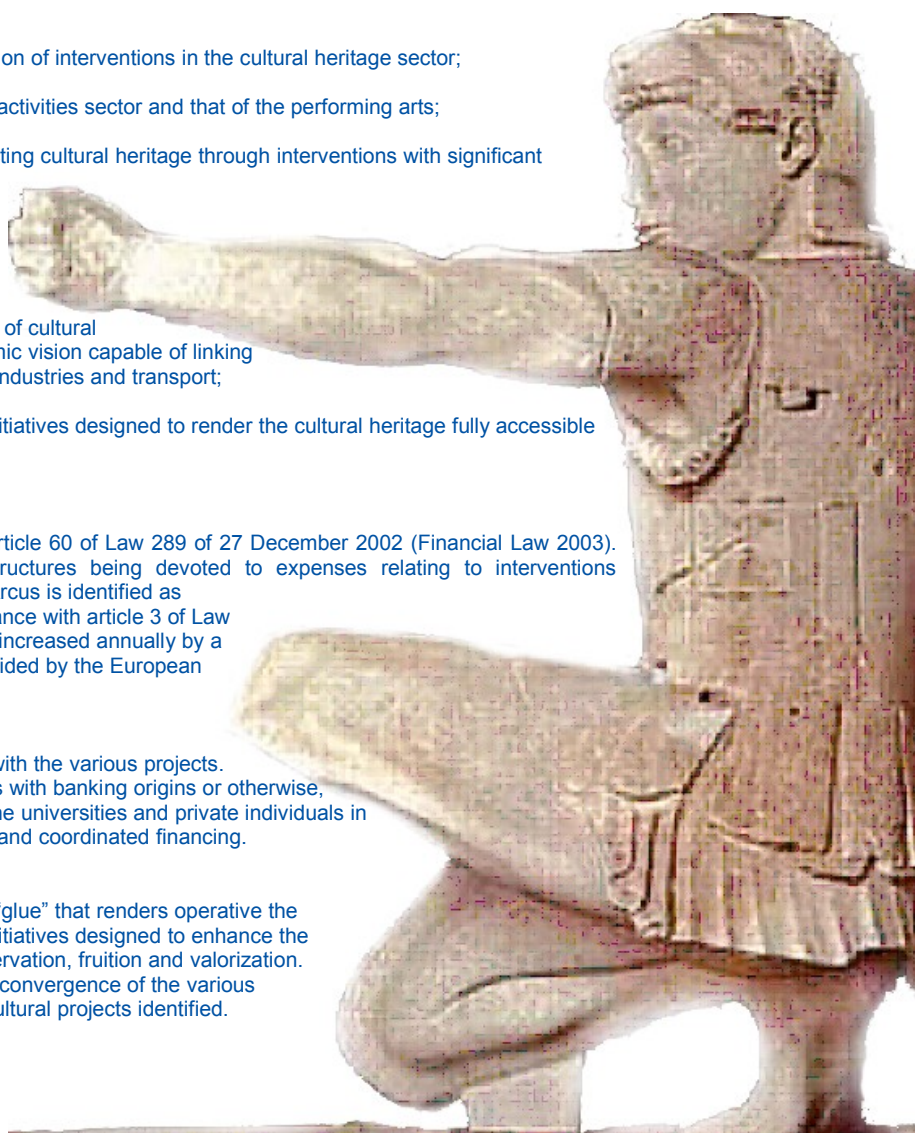 on of interventions in the cultural heritage sector;
activities sector and that of the performing arts;
ting cultural heritage through interventions with significant
of cultural
nic vision capable of linking
ndustries and transport;
itiatives designed to render the cultural heritage fully accessible
rticle 60 of Law 289 of 27 December 2002 (Financial Law 2003).
tructures being devoted to expenses relating to interventions
rcus is identified as
ance with article 3 of Law
increased annually by a
ided by the European
with the various projects.
s with banking origins or otherwise,
ne universities and private individuals in
and coordinated financing.
“glue” that renders operative the
itiatives designed to enhance the
ervation, fruition and valorization.
convergence of the various
ultural projects identified.